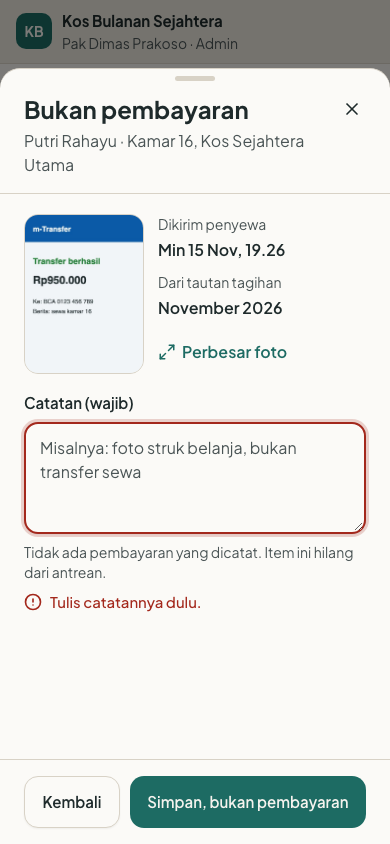 KB
Kos Bulanan Sejahtera
Pak Dimas Prakoso · Admin
Bukan pembayaran
Putri Rahayu · Kamar 16, Kos Sejahtera
Utama
m-Transfer
Transfer berhasil
Rp950.000
Ke: BCA 0123 456 789
Berita: sewa kamar 16
Dikirim penyewa
Min 15 Nov, 19.26
Dari tautan tagihan
November 2026
Perbesar foto
Catatan (wajib)
Misalnya: foto struk belanja, bukan
transfer sewa
Tidak ada pembayaran yang dicatat. Item ini hilang
dari antrean.
Tulis catatannya dulu.
Kembali
Simpan, bukan pembayaran